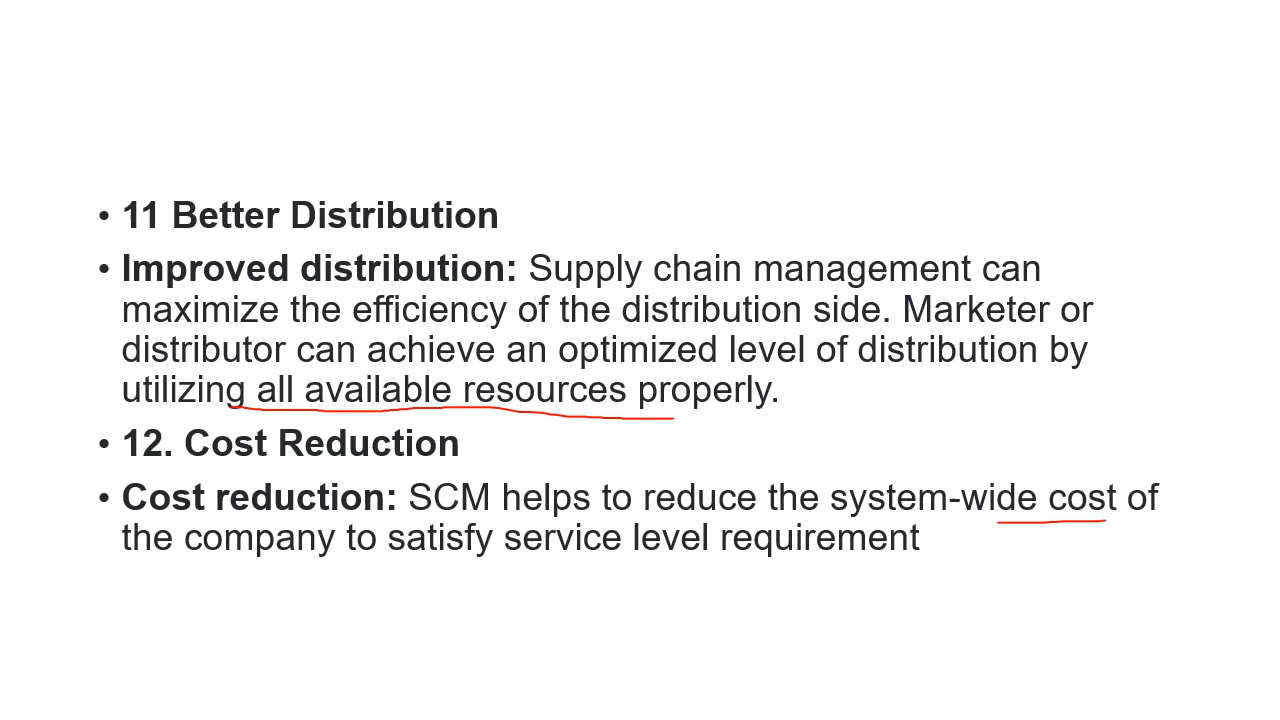 • 11 Better Distribution
• Improved distribution: Supply chain management can
maximize the efficiency of the distribution side. Marketer or
distributor can achieve an optimized level of distribution by
utilizing all available resources properly.
• 12. Cost Reduction
• Cost reduction: SCM helps to reduce the system-wide cost of
the company to satisfy service level requirement